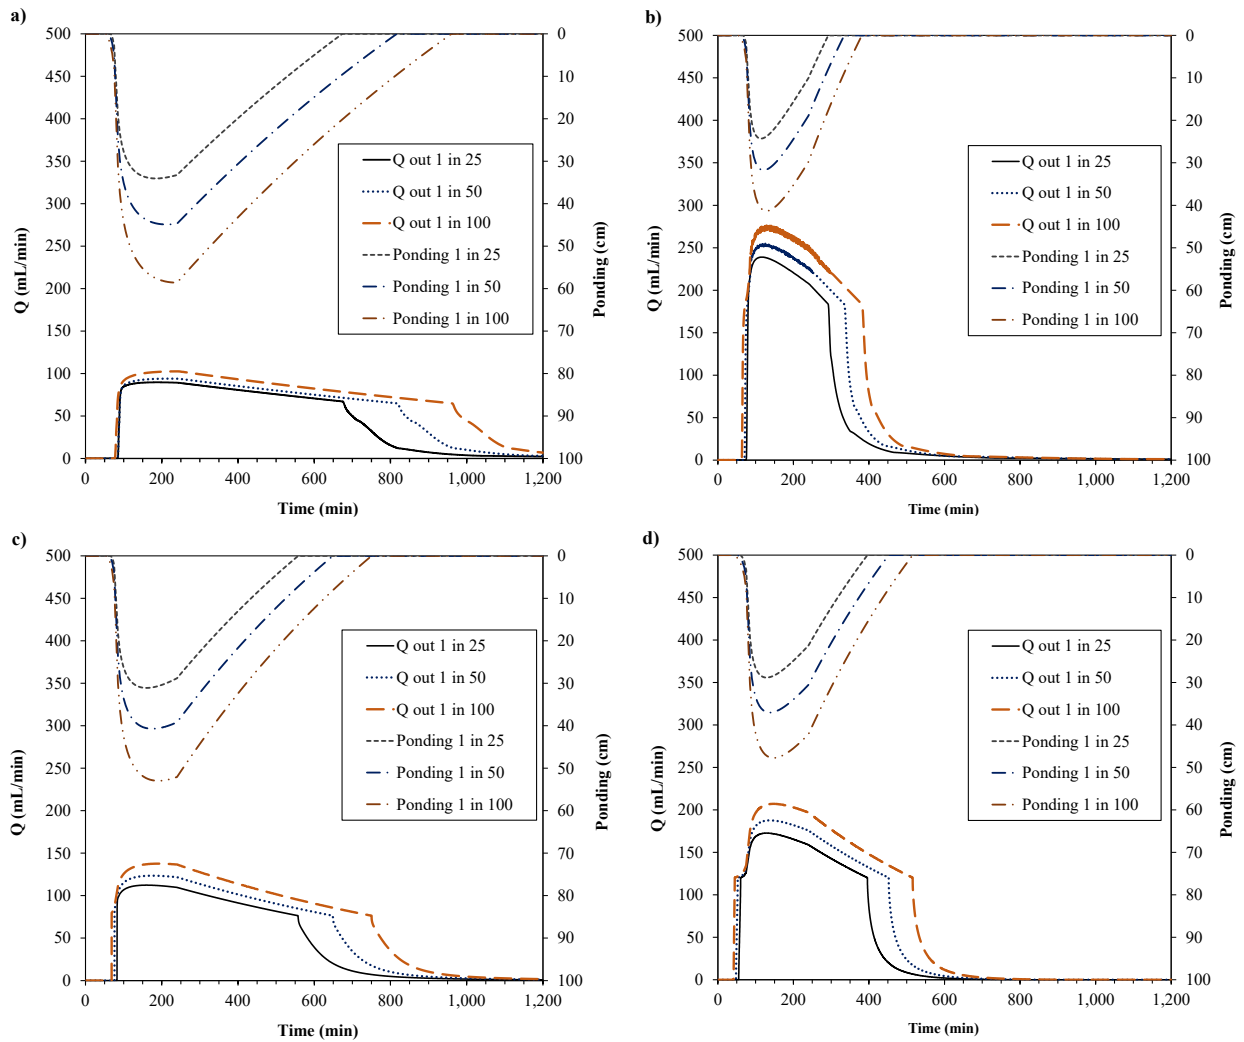 a)
500
450
400
350
300
250
200
150
100
50
0
Q (mL/min)
0
10
20
30
40
50
60
70
80
90
100
Ponding (cm)
Q out 1 in 25
Q out 1 in 50
Q out 1 in 100
Ponding 1 in 25
Ponding 1 in 50
Ponding 1 in 100
0 200 400 600 800 1,000 1,200
Time (min)
b)
500
450
400
350
300
250
200
150
100
50
0
Q (mL/min)
0
10
20
30
40
50
60
70
80
90
100
Ponding (cm)
Q out 1 in 25
Q out 1 in 50
Q out 1 in 100
Ponding 1 in 25
Ponding 1 in 50
Ponding 1 in 100
0 200 400 600 800 1,000 1,200
Time (min)
c)
500
450
400
350
300
250
200
150
100
50
0
Q (mL/min)
0
10
20
30
40
50
60
70
80
90
100
Ponding (cm)
Q out 1 in 25
Q out 1 in 50
Q out 1 in 100
Ponding 1 in 25
Ponding 1 in 50
Ponding 1 in 100
0 200 400 600 800 1,000 1,200
Time (min)
d)
500
450
400
350
300
250
200
150
100
50
0
Q (mL/min)
0
10
20
30
40
50
60
70
80
90
100
Ponding (cm)
Q out 1 in 25
Q out 1 in 50
Q out 1 in 100
Ponding 1 in 25
Ponding 1 in 50
Ponding 1 in 100
0 200 400 600 800 1,000 1,200
Time (min)